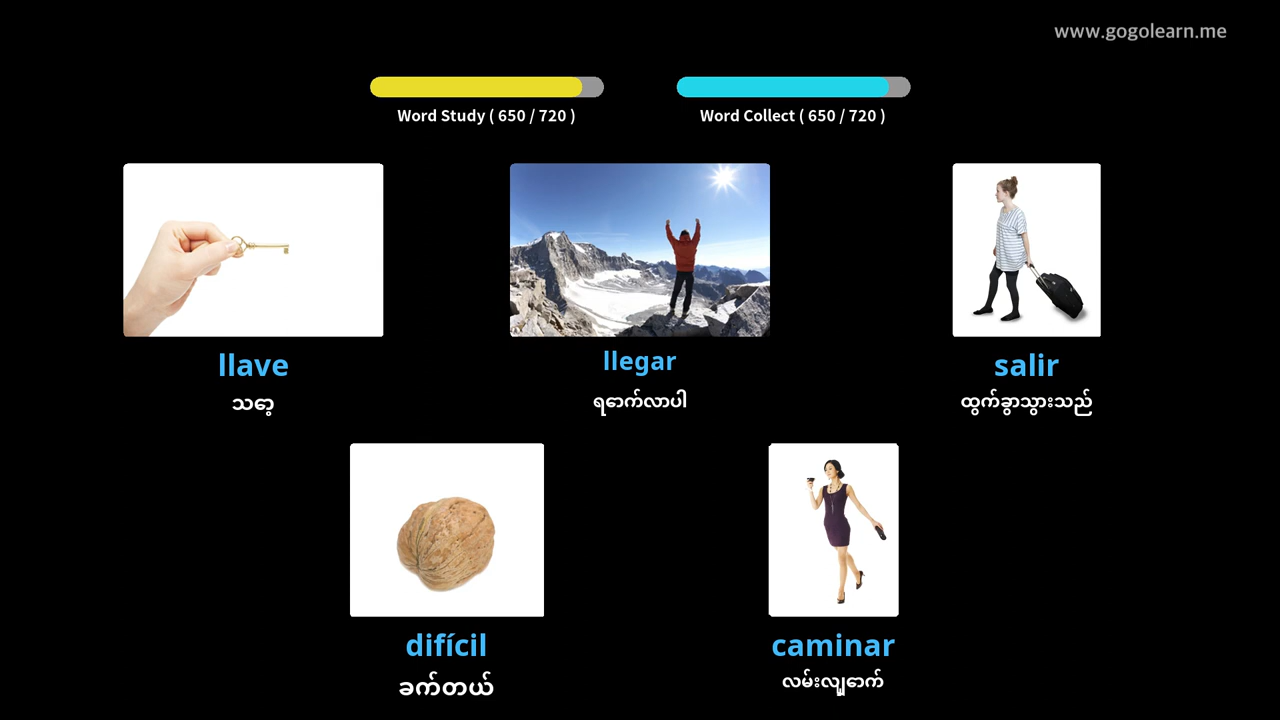 www.gogolearn.me
Word Study ( 650 / 720 )
Word Collect ( 650 / 720 )
llave
သော့
llegar
ရောက်လာပါ
salir
ထွက်ခွာသွားသည်
difícil
ခက်တယ်
caminar
လမ်းလျှောက်